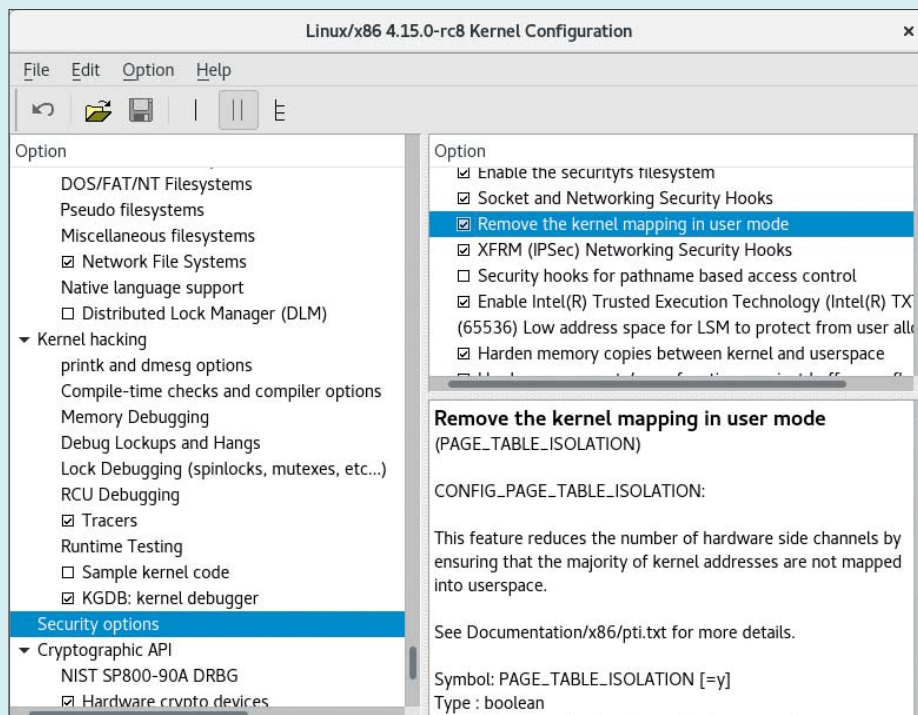 Linux/x86 4.15.0-rc8 Kernel Configuration
File Edit Option Help
Option
DOS/FAT/NT Filesystems
Pseudo filesystems
Miscellaneous filesystems
Network File Systems
Native language support
Distributed Lock Manager (DLM)
Kernel hacking
printk and dmesg options
Compile-time checks and compiler options
Memory Debugging
Debug Lockups and Hangs
Lock Debugging (spinlocks, mutexes, etc...)
RCU Debugging
Tracers
Runtime Testing
Sample kernel code
KGDB: kernel debugger
Security options
Cryptographic API
NIST SP800-90A DRBG
Hardware crypto devices
Option
Enable the securityfs filesystem
Socket and Networking Security Hooks
Remove the kernel mapping in user mode
XFRM (IPSec) Networking Security Hooks
Security hooks for pathname based access control
Enable Intel(R) Trusted Execution Technology (Intel(R) TXT
(65536) Low address space for LSM to protect from user allo
Harden memory copies between kernel and userspace
Remove the kernel mapping in user mode
(PAGE_TABLE_ISOLATION)
CONFIG_PAGE_TABLE_ISOLATION:
This feature reduces the number of hardware side channels by
ensuring that the majority of kernel addresses are not mapped
into userspace.
See Documentation/x86/pti.txt for more details.
Symbol: PAGE_TABLE_ISOLATION [=y]
Type : boolean